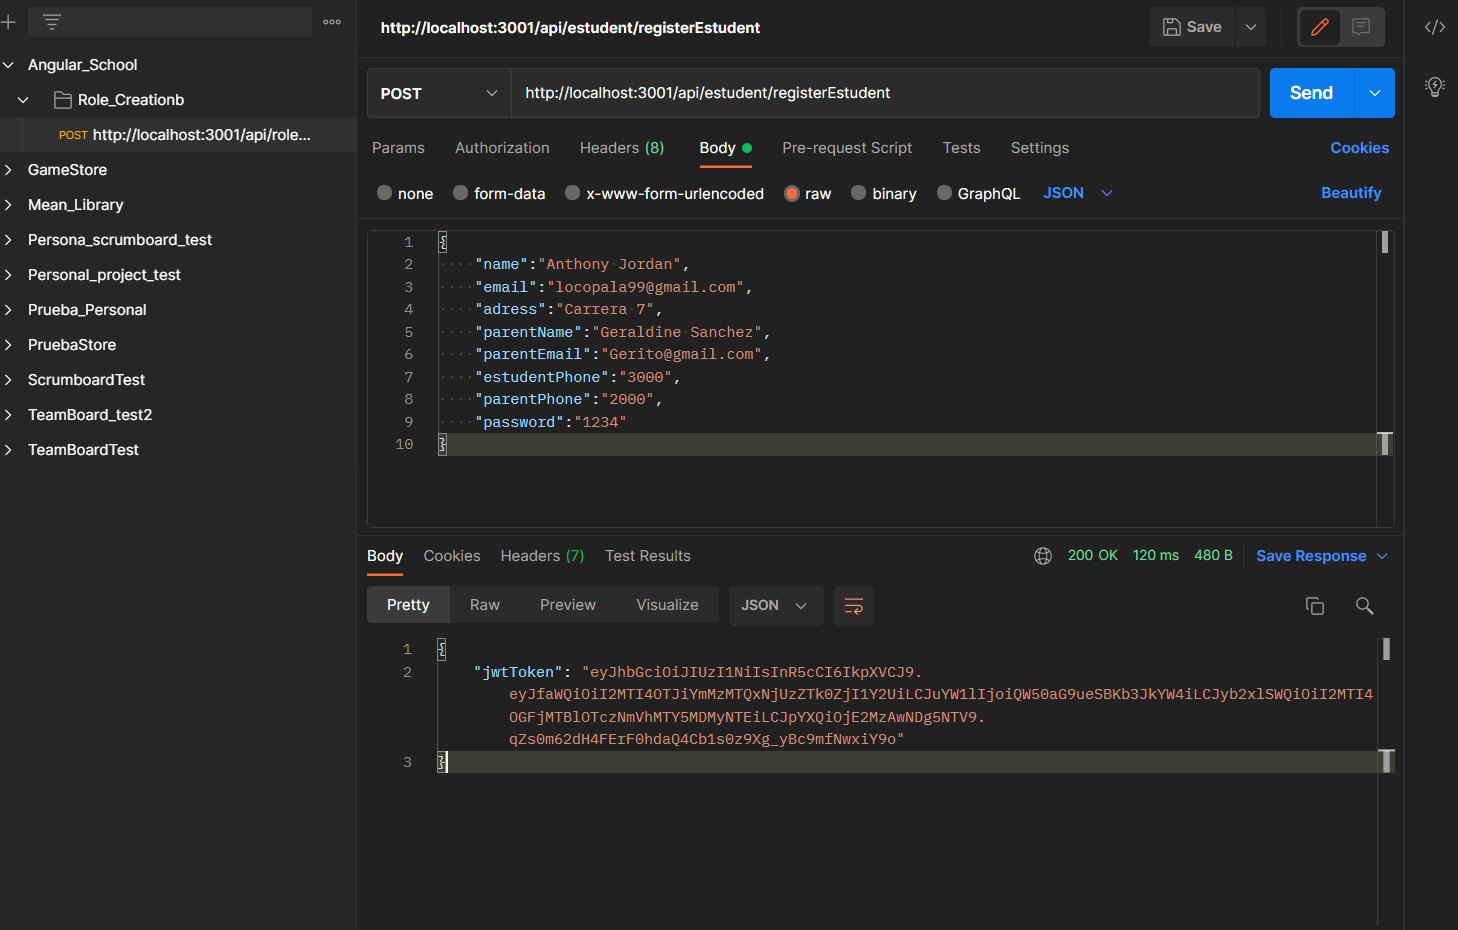 Angular_School
Role_Creationb
POST http://localhost:3001/api/role...
GameStore
Mean_Library
Persona_scrumboard_test
Personal_project_test
Prueba_Personal
PruebaStore
ScrumboardTest
TeamBoard_test2
TeamBoardTest
http://localhost:3001/api/estudent/registerEstudent
Save
POST http://localhost:3001/api/estudent/registerEstudent Send
Params Authorization Headers (8) Body Pre-request Script Tests Settings Cookies
none form-data x-www-form-urlencoded raw binary GraphQL JSON Beautify
1 {
2 "name":"Anthony Jordan",
3 "email":"locopala99@gmail.com",
4 "adress":"Carrera 7",
5 "parentName":"Geraldine Sanchez",
6 "parentEmail":"Gerito@gmail.com",
7 "estudentPhone":"3000",
8 "parentPhone":"2000",
9 "password":"1234"
10 }
Body Cookies Headers (7) Test Results 200 OK 120 ms 480 B Save Response
Pretty Raw Preview Visualize JSON
1 {
2 "jwtToken": "eyJhbGciOiJIUzI1NiIsInR5cCI6IkpXVCJ9.
eyJfaWQiOiI2MTI4OTJiYmMzMTQxNjUzZTk0ZjI1Y2UiLCJuYW1lIjoiQW50aG9ueSBKb3JkYW4iLCJyb2xlSWQiOiI2MTI4
OGFjMTBlOTczNmVhMTY5MDMyNTEiLCJpYXQiOjE2MzAwNDg5NTV9.
qZs0m62dH4FErF0hdaQ4Cb1s0z9Xg_yBc9mfNwxiY9o"
3 }